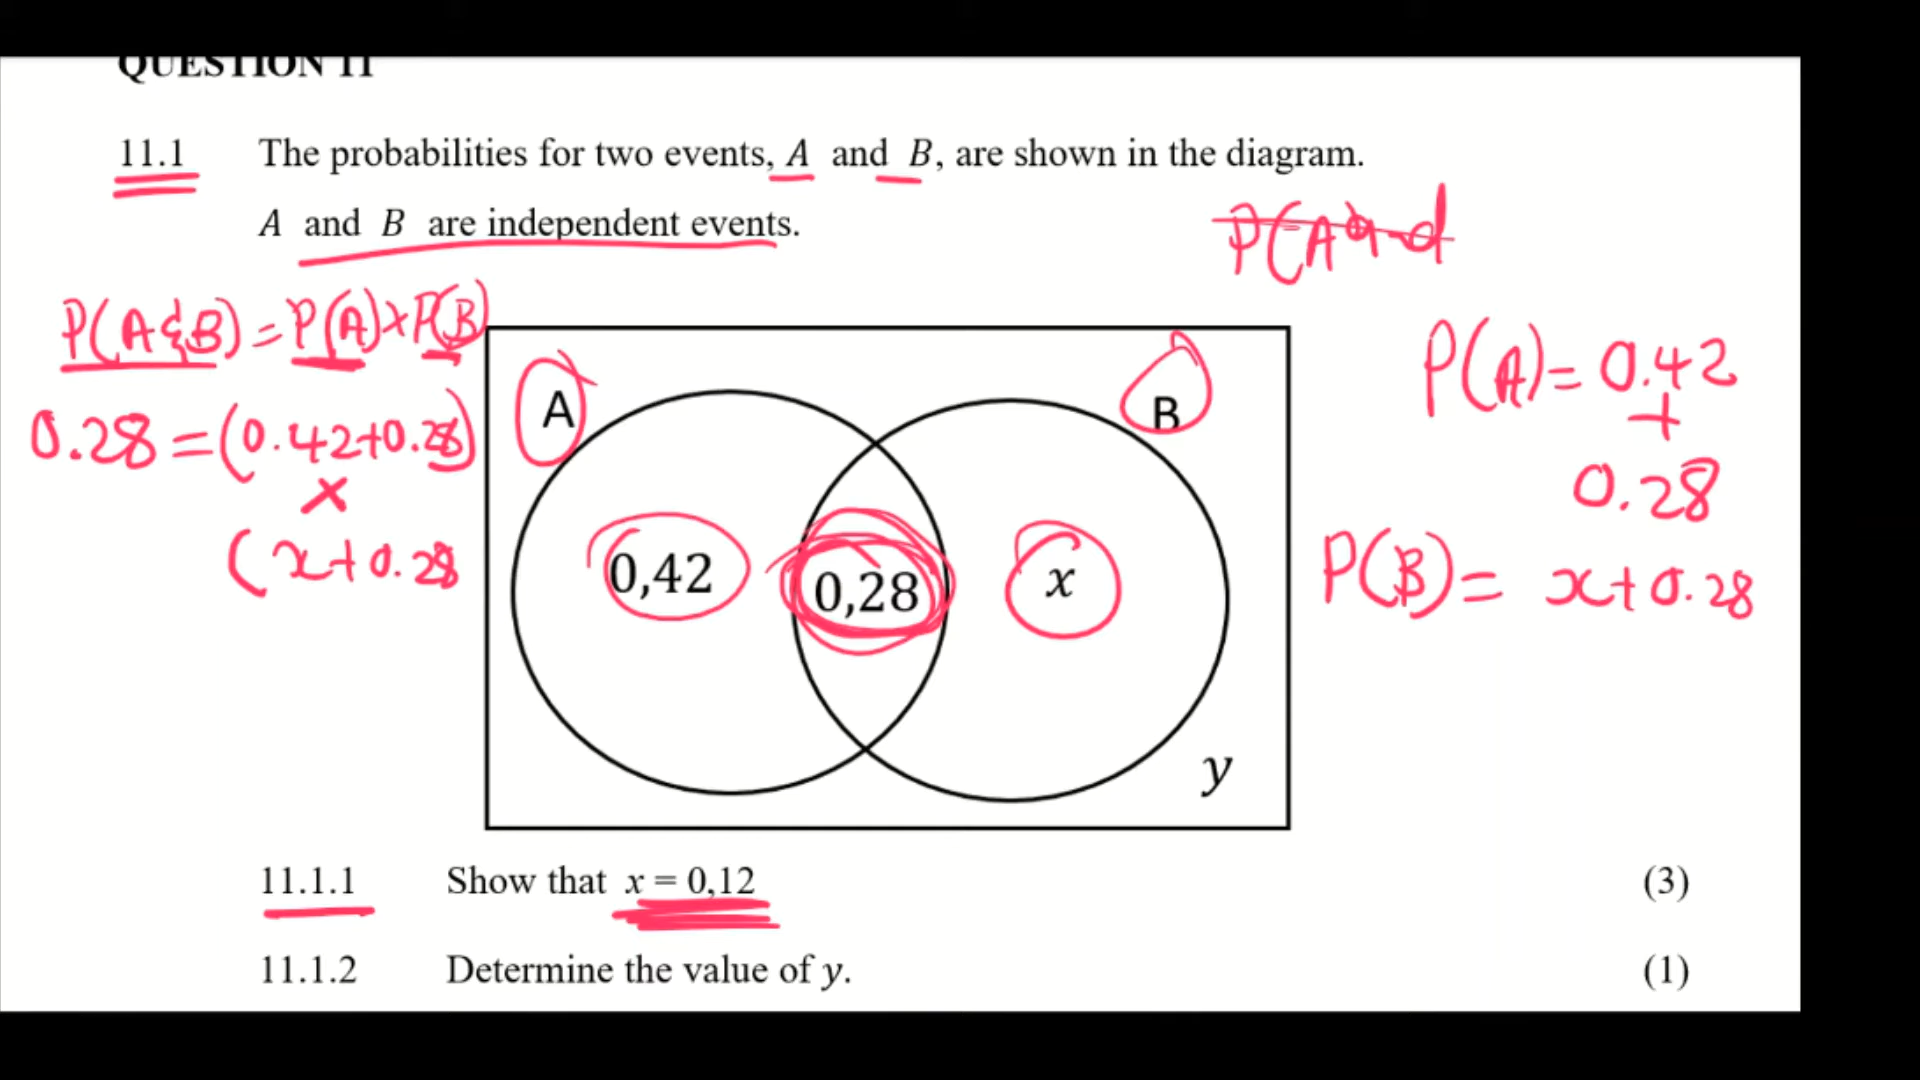 QUESTION 11
11.1 The probabilities for two events, A and B, are shown in the diagram.
A and B are independent events.
P(A and
P(A&B) = P(A) x P(B)
0.28 = (0.42+0.28)
x
(x+0.28
A
B
0,42
0,28
x
y
P(A) = 0.42
+
0.28
P(B) = x+0.28
11.1.1 Show that x = 0,12 (3)
11.1.2 Determine the value of y. (1)